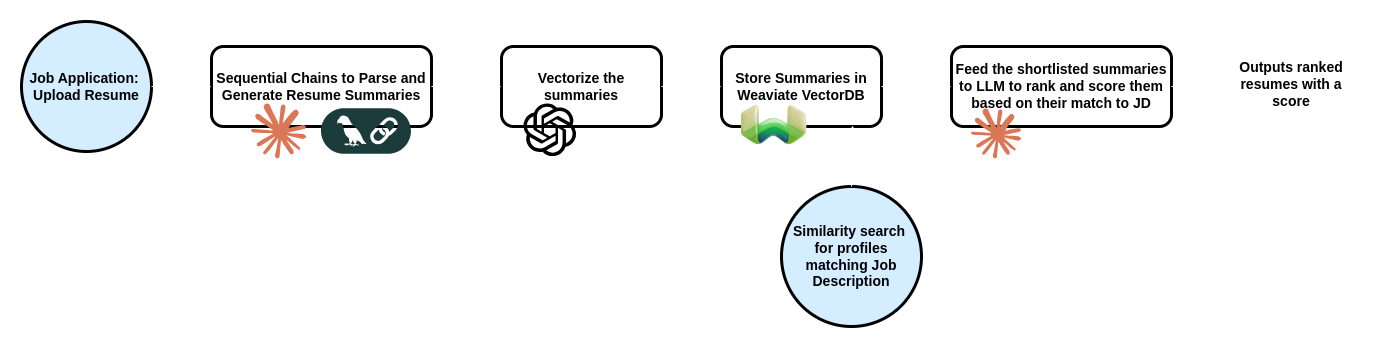 Job Application:
Upload Resume
Sequential Chains to Parse and
Generate Resume Summaries
Vectorize the
summaries
Store Summaries in
Weaviate VectorDB
Feed the shortlisted summaries
to LLM to rank and score them
based on their match to JD
Outputs ranked
resumes with a
score
Similarity search
for profiles
matching Job
Description